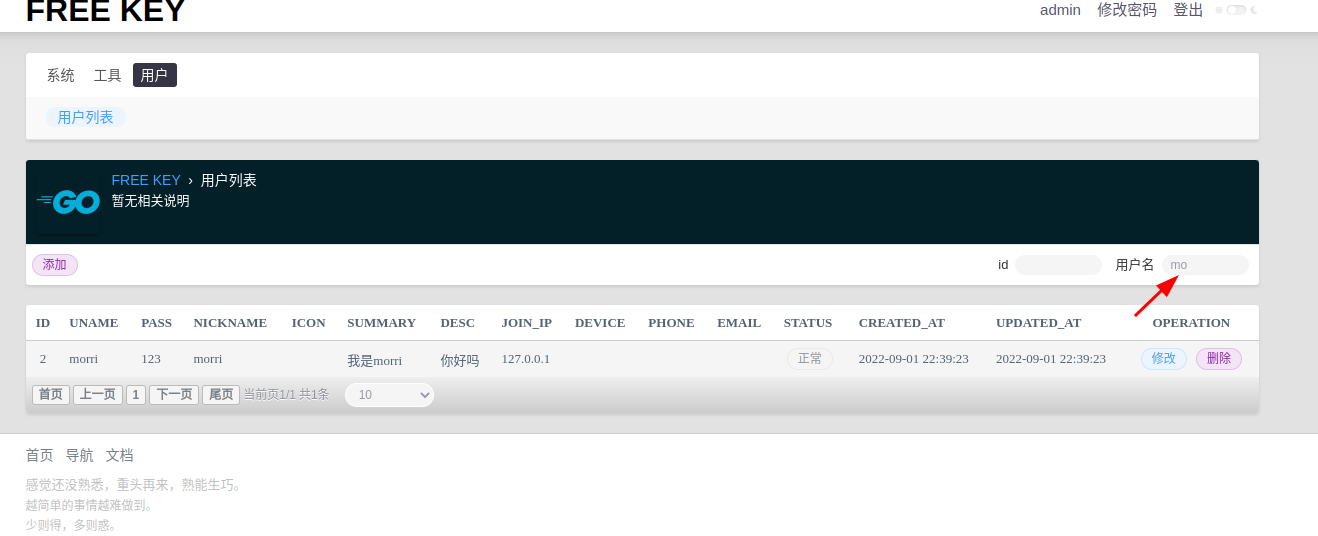 FREE KEY
admin 修改密码 登出
系统 工具 用户
用户列表
GO
FREE KEY › 用户列表
暂无相关说明
添加 id 用户名 mo
ID UNAME PASS NICKNAME ICON SUMMARY DESC JOIN_IP DEVICE PHONE EMAIL STATUS CREATED_AT UPDATED_AT OPERATION
2 morri 123 morri 我是morri 你好吗 127.0.0.1 正常 2022-09-01 22:39:23 2022-09-01 22:39:23 修改 删除
首页 上一页 1 下一页 尾页 当前页1/1 共1条 10
首页 导航 文档
感觉还没熟悉，重头再来，熟能生巧。
越简单的事情越难做到。
少则得，多则惑。